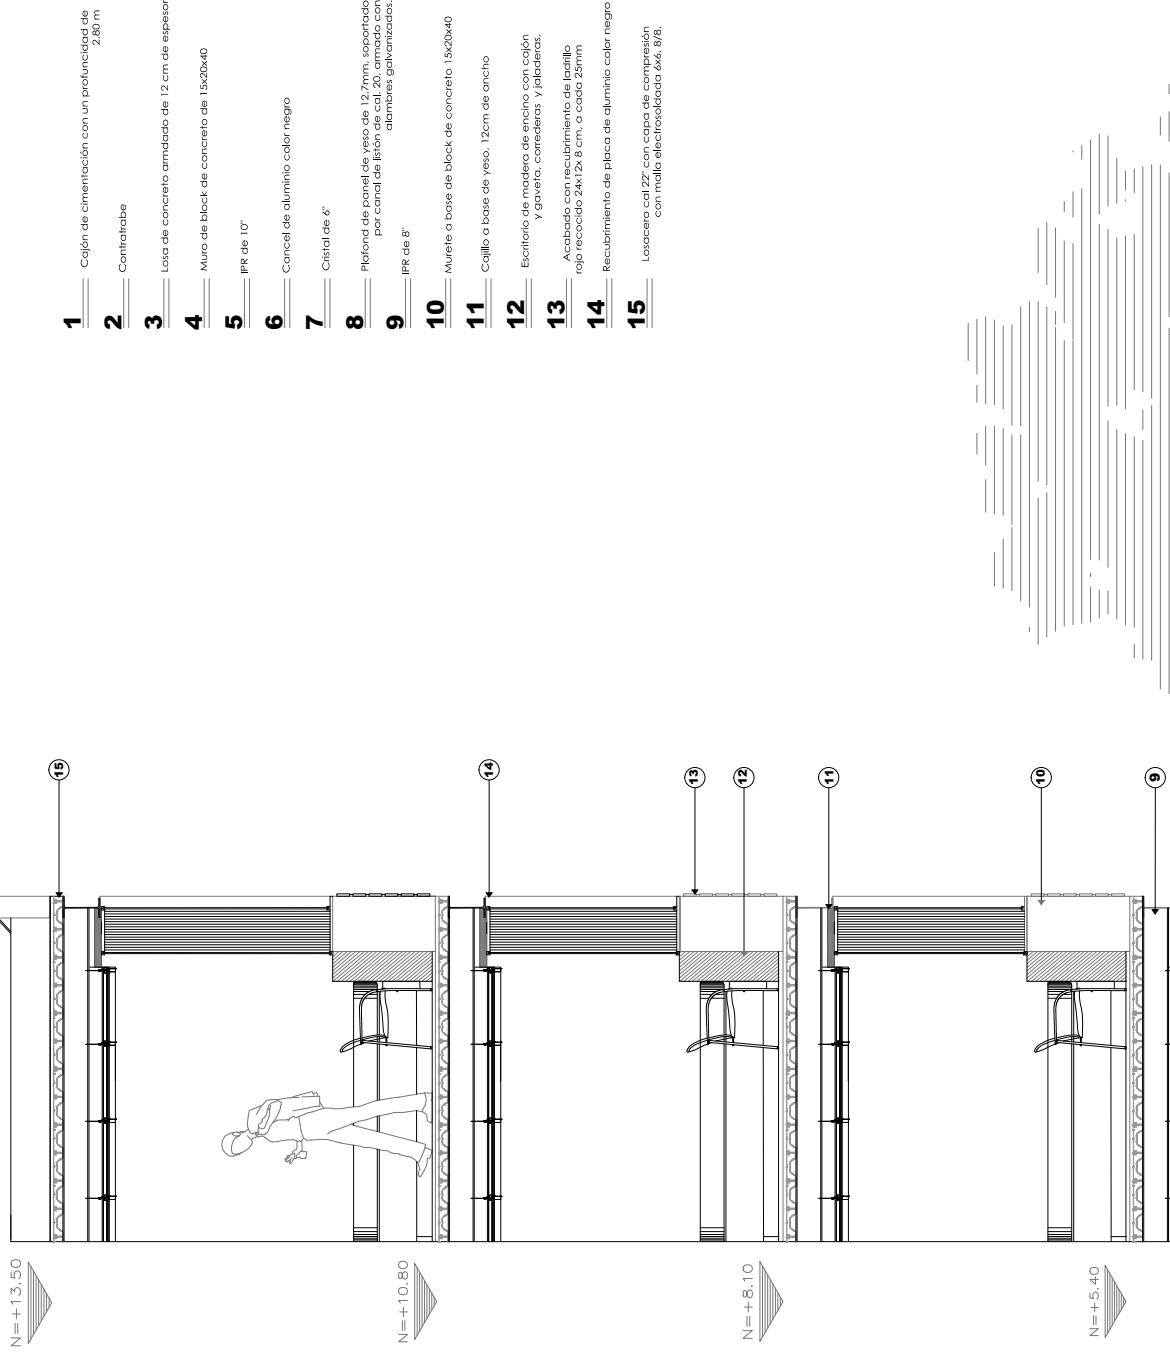 1
Cajón de cimentación con un profuncidad de
2.80 m
2
Contratrabe
3
Losa de concreto armdado de 12 cm de espesor
4
Muro de block de concreto de 15x20x40
5
IPR de 10"
6
Cancel de aluminio color negro
7
Cristal de 6"
8
Plafond de panel de yeso de 12.7mm, soportado
por canal de listón de cal. 20, armado con
alambres galvanizados.
9
IPR de 8"
10
Murete a base de block de concreto 15x20x40
11
Cajillo a base de yeso, 12cm de ancho
12
Escritorio de madera de encino con cajón
y gaveta, correderas y jaladeras.
13
Acabado con recubrimiento de ladrillo
rojo recocido 24x12x 8 cm, a cada 25mm
14
Recubrimiento de placa de aluminio color negro
15
Losacero cal 22" con capa de compresión
con malla electrosoldada 6x6, 8/8.
15
14
13
12
11
10
9
N=+13.50
N=+10.80
N=+8.10
N=+5.40